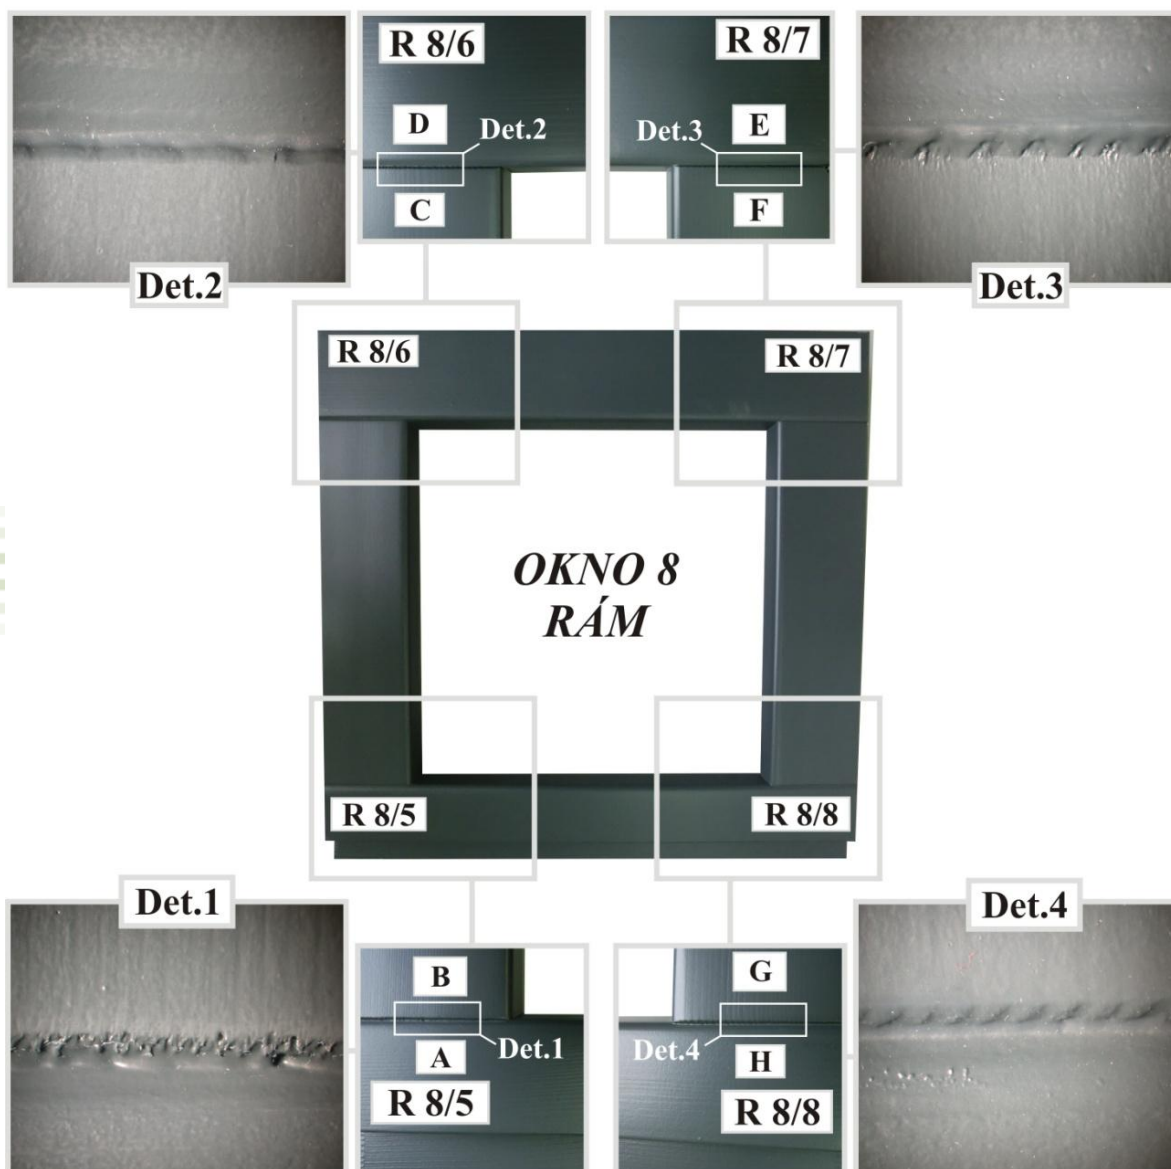 R 8/6
R 8/7
D
Det.2
Det.3
E
C
F
Det.2
Det.3
R 8/6
R 8/7
OKNO 8
RÁM
R 8/5
R 8/8
Det.1
Det.4
B
G
Det.1
Det.4
A
H
R 8/5
R 8/8